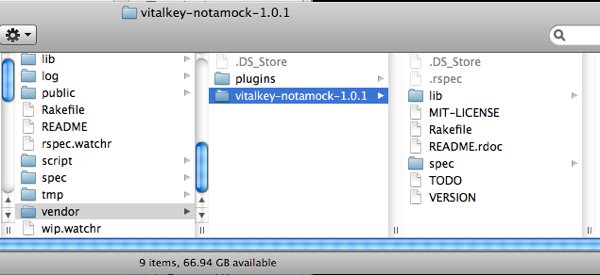 vitalkey-notamock-1.0.1
lib
log
public
Rakefile
README
rspec.watchr
script
spec
tmp
vendor
wip.watchr
.DS_Store
plugins
vitalkey-notamock-1.0.1
.DS_Store
.rspec
lib
MIT-LICENSE
Rakefile
README.rdoc
spec
TODO
VERSION
9 items, 66.94 GB available